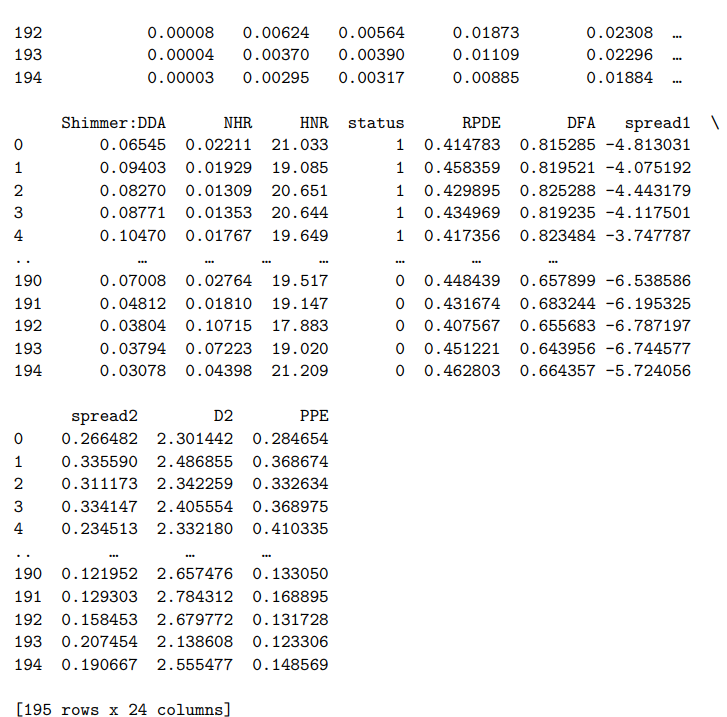 192 0.00008 0.00624 0.00564 0.01873 0.02308 …
193 0.00004 0.00370 0.00390 0.01109 0.02296 …
194 0.00003 0.00295 0.00317 0.00885 0.01884 …
Shimmer:DDA NHR HNR status RPDE DFA spread1 \
0 0.06545 0.02211 21.033 1 0.414783 0.815285 -4.813031
1 0.09403 0.01929 19.085 1 0.458359 0.819521 -4.075192
2 0.08270 0.01309 20.651 1 0.429895 0.825288 -4.443179
3 0.08771 0.01353 20.644 1 0.434969 0.819235 -4.117501
4 0.10470 0.01767 19.649 1 0.417356 0.823484 -3.747787
.. … … … … … … …
190 0.07008 0.02764 19.517 0 0.448439 0.657899 -6.538586
191 0.04812 0.01810 19.147 0 0.431674 0.683244 -6.195325
192 0.03804 0.10715 17.883 0 0.407567 0.655683 -6.787197
193 0.03794 0.07223 19.020 0 0.451221 0.643956 -6.744577
194 0.03078 0.04398 21.209 0 0.462803 0.664357 -5.724056
spread2 D2 PPE
0 0.266482 2.301442 0.284654
1 0.335590 2.486855 0.368674
2 0.311173 2.342259 0.332634
3 0.334147 2.405554 0.368975
4 0.234513 2.332180 0.410335
.. … … …
190 0.121952 2.657476 0.133050
191 0.129303 2.784312 0.168895
192 0.158453 2.679772 0.131728
193 0.207454 2.138608 0.123306
194 0.190667 2.555477 0.148569
[195 rows x 24 columns]